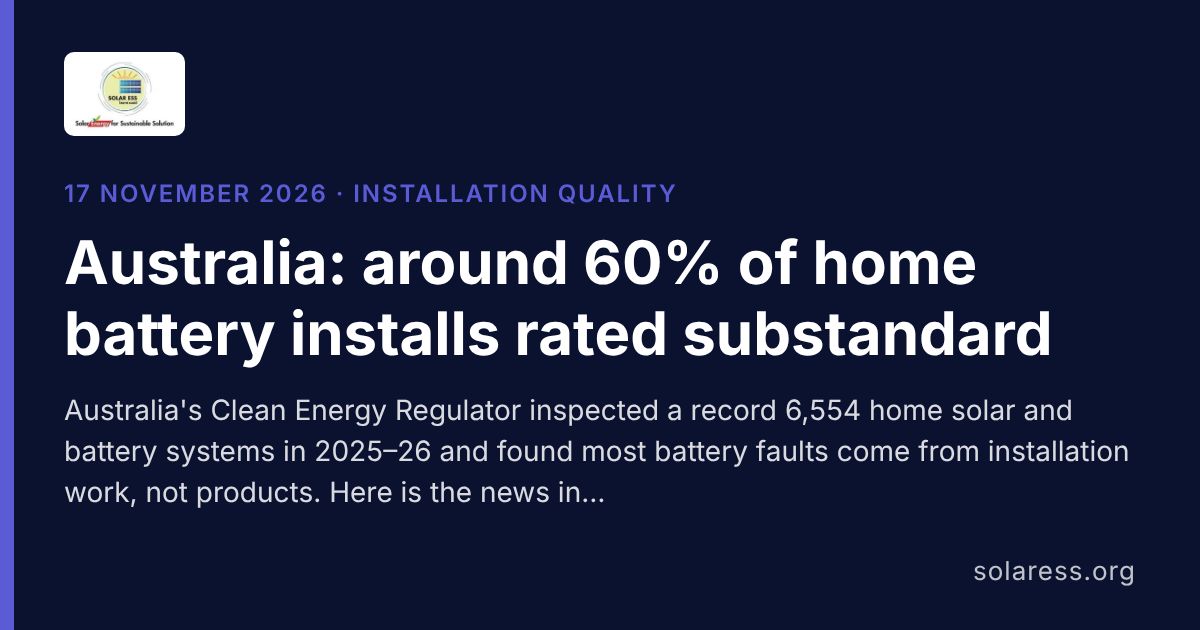 SOLAR ESS
Solar Energy for Sustainable Solution
17 NOVEMBER 2026 · INSTALLATION QUALITY
Australia: around 60% of home
battery installs rated substandard
Australia's Clean Energy Regulator inspected a record 6,554 home solar and
battery systems in 2025–26 and found most battery faults come from installation
work, not products. Here is the news in...
solaress.org